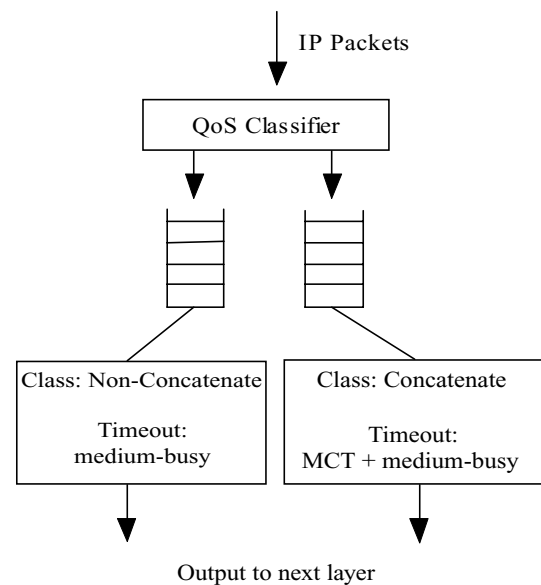 IP Packets
QoS Classifier
Class: Non-Concatenate
Timeout:
medium-busy
Class: Concatenate
Timeout:
MCT + medium-busy
Output to next layer